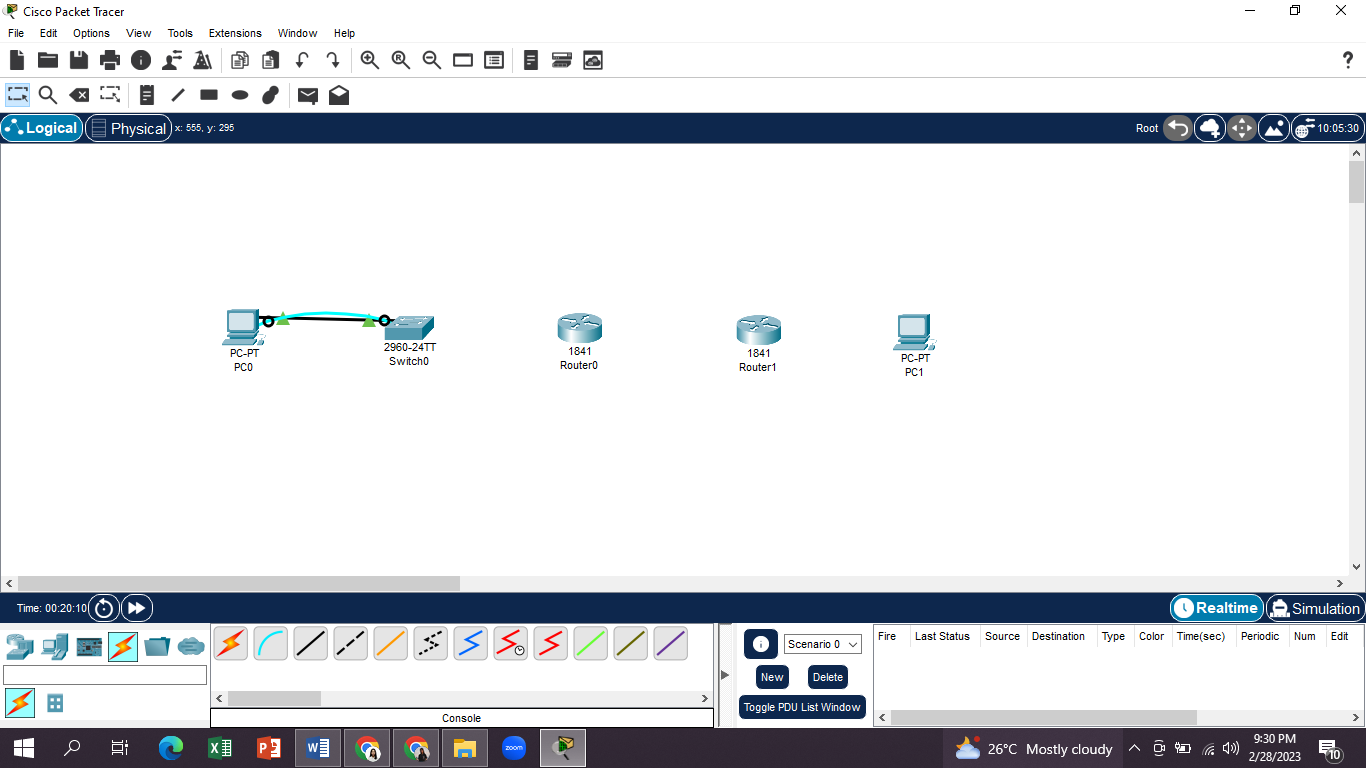 Cisco Packet Tracer
File Edit Options View Tools Extensions Window Help
Logical Physical x: 555, y: 295 Root 10:05:30
PC-PT
PC0
2960-24TT
Switch0
1841
Router0
1841
Router1
PC-PT
PC1
Time: 00:20:10 Realtime Simulation
Scenario 0
New Delete
Toggle PDU List Window
Fire Last Status Source Destination Type Color Time(sec) Periodic Num Edit
Console
zoom
26°C Mostly cloudy
9:30 PM
2/28/2023
10